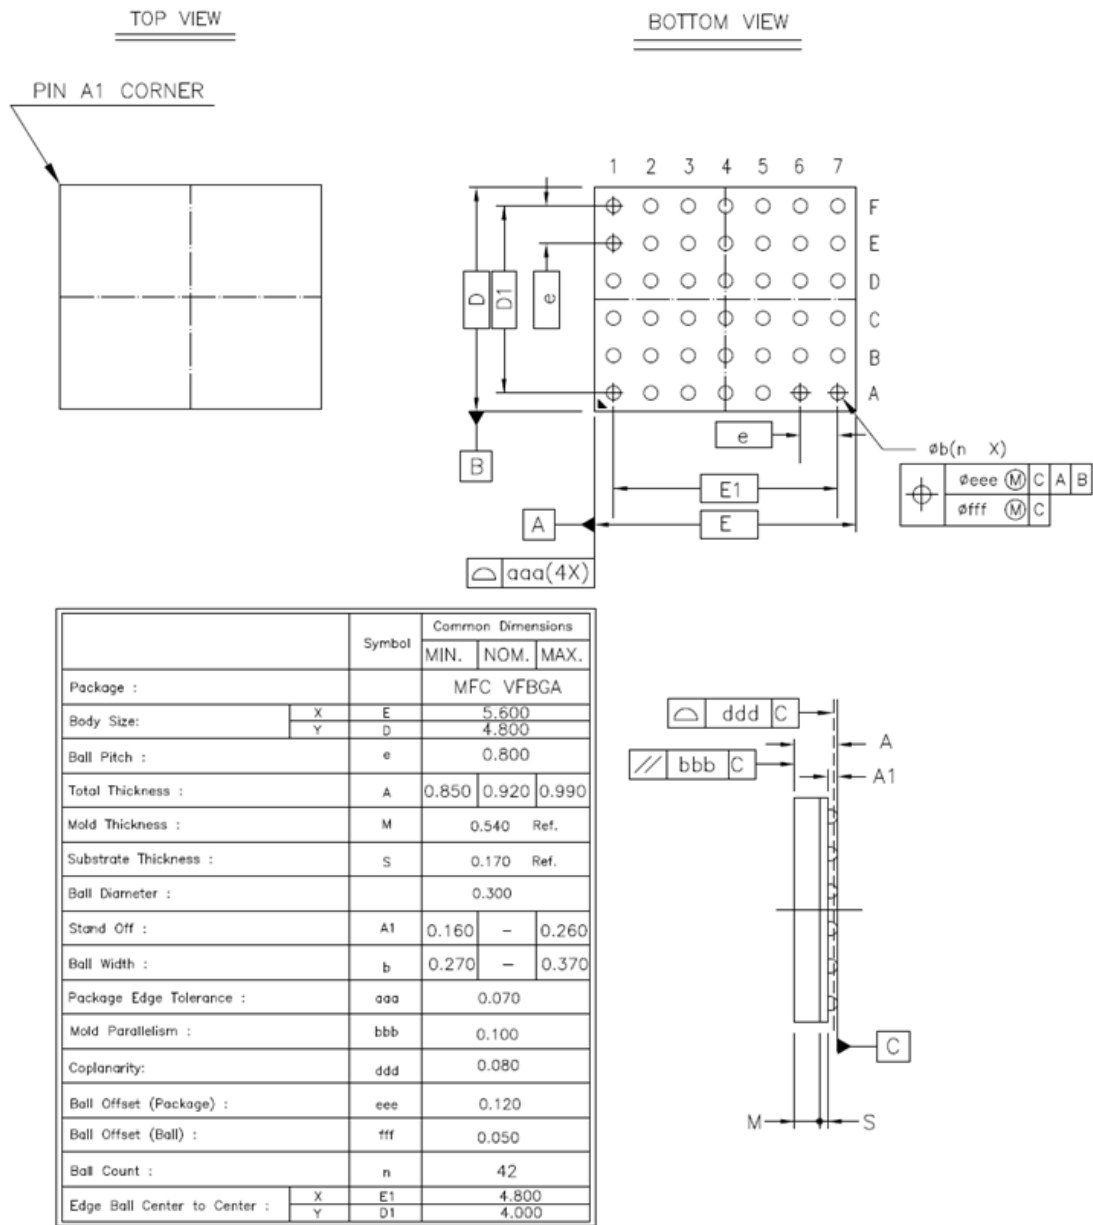 TOP VIEW
BOTTOM VIEW
PIN A1 CORNER
1 2 3 4 5 6 7
F
E
D
C
B
A
D
D1
e
B
e
E1
E
A
aaa(4X)
øb(n X)
øeee Ⓜ C A B
øfff Ⓜ C
Symbol Common Dimensions
MIN. NOM. MAX.
Package : MFC VFBGA
Body Size: X E 5.600
Y D 4.800
Ball Pitch : e 0.800
Total Thickness : A 0.850 0.920 0.990
Mold Thickness : M 0.540 Ref.
Substrate Thickness : S 0.170 Ref.
Ball Diameter : 0.300
Stand Off : A1 0.160 - 0.260
Ball Width : b 0.270 - 0.370
Package Edge Tolerance : aaa 0.070
Mold Parallelism : bbb 0.100
Coplanarity: ddd 0.080
Ball Offset (Package) : eee 0.120
Ball Offset (Ball) : fff 0.050
Ball Count : n 42
Edge Ball Center to Center : X E1 4.800
Y D1 4.000
ddd C
A
// bbb C
A1
C
M
S